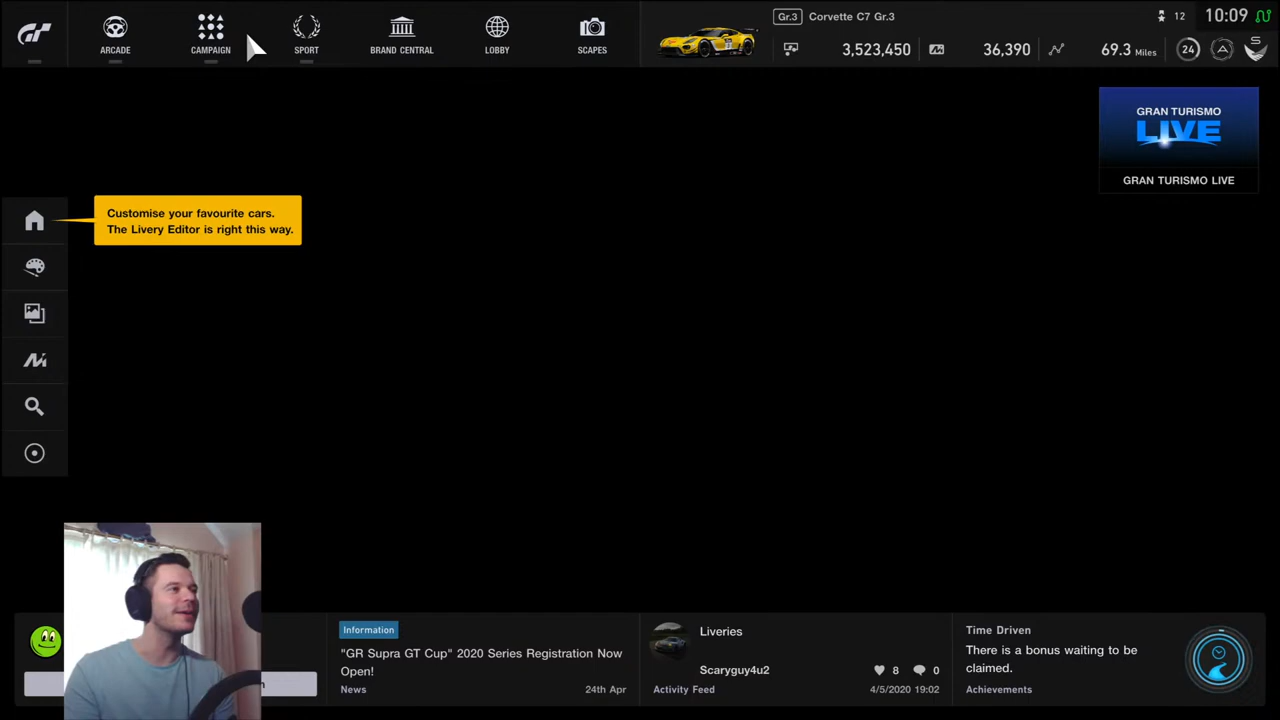 Gr.3 Corvette C7 Gr.3
12
10:09
ARCADE
CAMPAIGN
SPORT
BRAND CENTRAL
LOBBY
SCAPES
3,523,450
36,390
69.3 Miles
24
A
S
GRAN TURISMO
LIVE
GRAN TURISMO LIVE
Customise your favourite cars.
The Livery Editor is right this way.
Information
"GR Supra GT Cup" 2020 Series Registration Now
Open!
News 24th Apr
Liveries
Scaryguy4u2
8 0
Activity Feed 4/5/2020 19:02
Time Driven
There is a bonus waiting to be
claimed.
Achievements